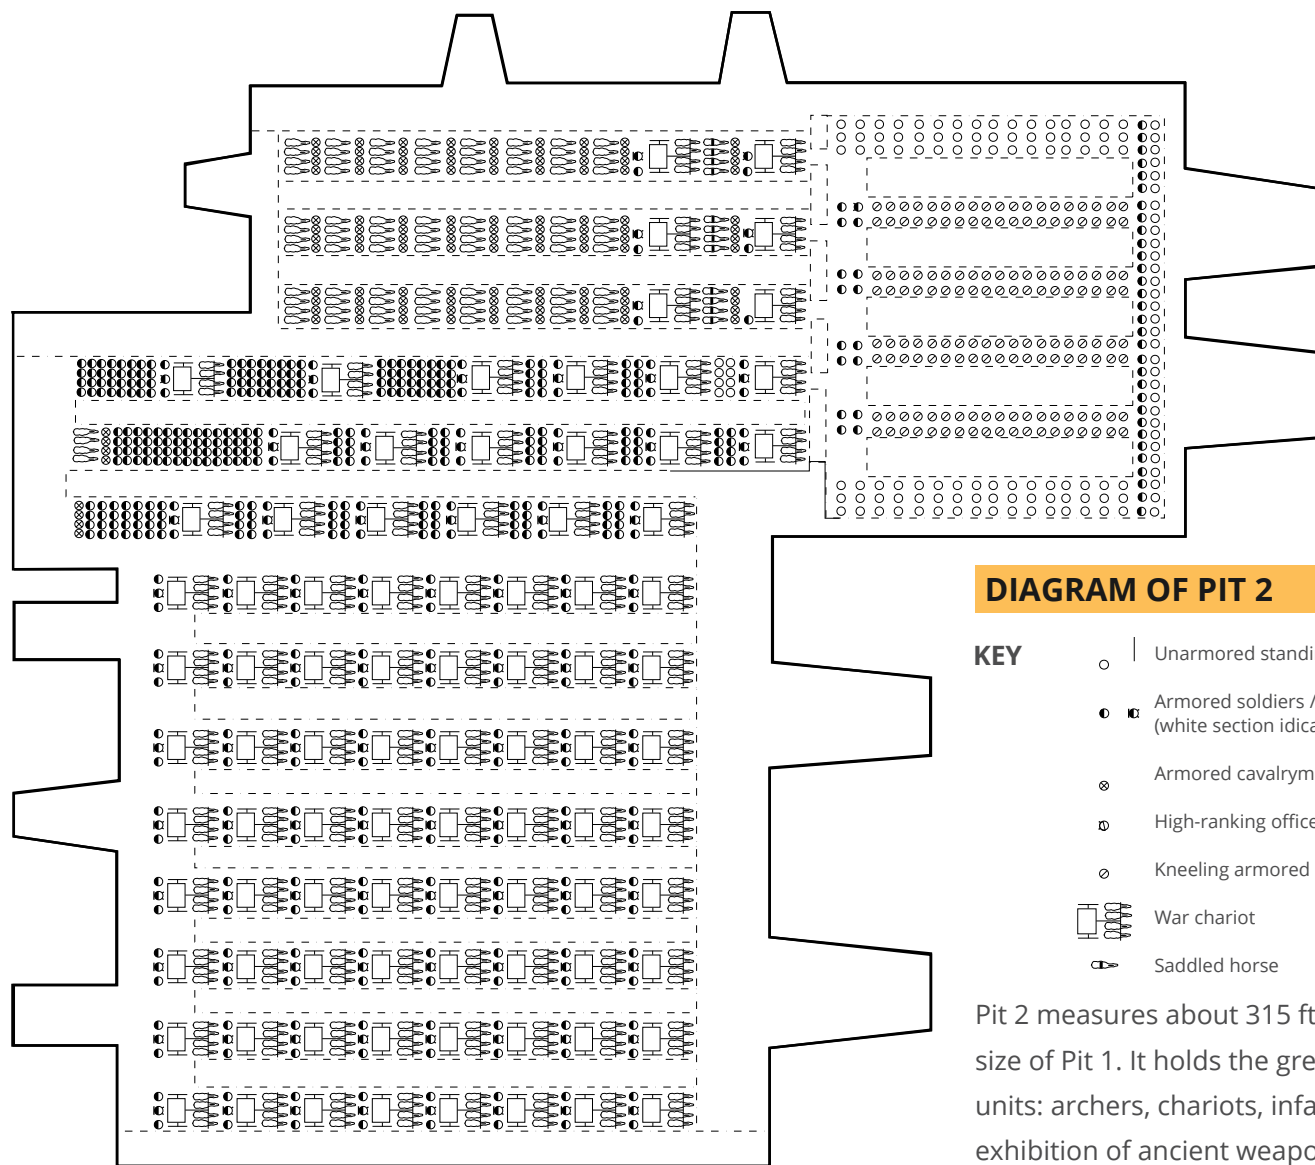 DIAGRAM OF PIT 2
KEY
Unarmored standi
Armored soldiers /
(white section idica
Armored cavalrym
High-ranking office
Kneeling armored
War chariot
Saddled horse
Pit 2 measures about 315 ft
size of Pit 1. It holds the gre
units: archers, chariots, infa
exhibition of ancient weapo